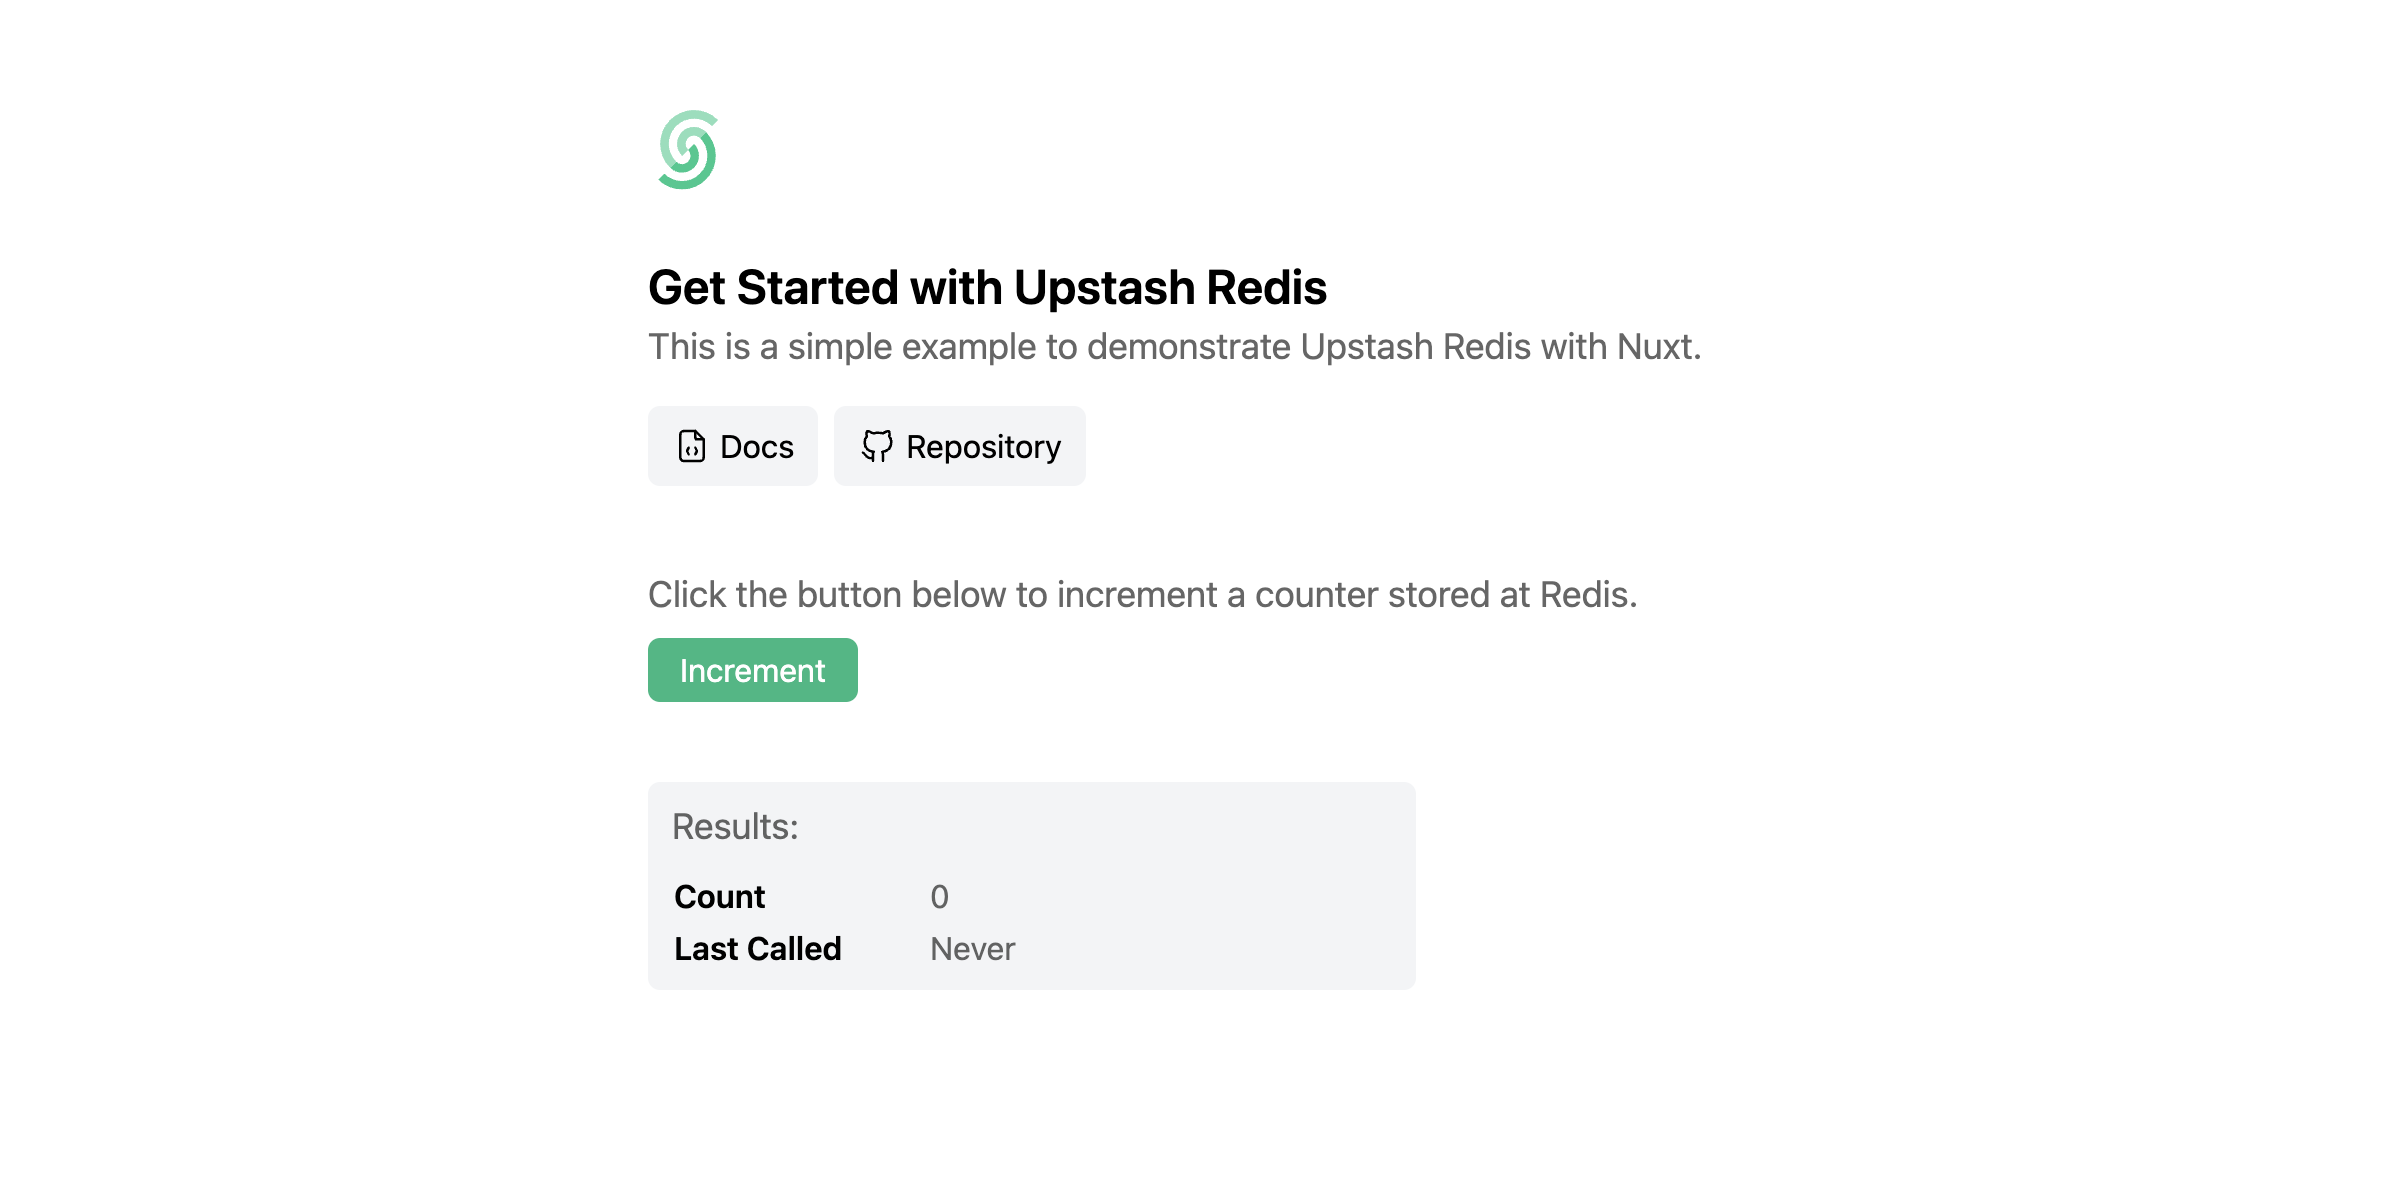 Get Started with Upstash Redis
This is a simple example to demonstrate Upstash Redis with Nuxt.
Docs Repository
Click the button below to increment a counter stored at Redis.
Increment
Results:
Count 0
Last Called Never